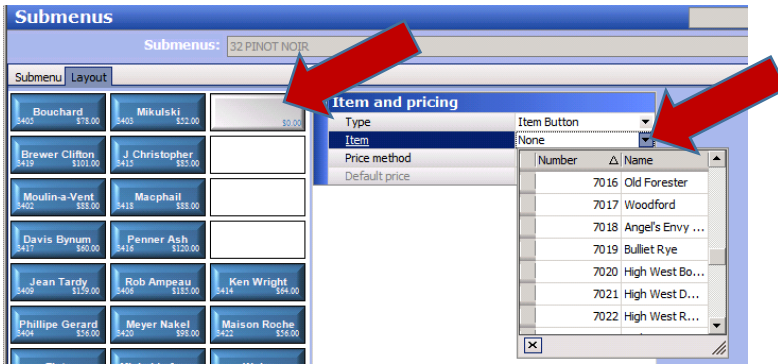 Submenus
Submenus: 32 PINOT NOIR
Submenu Layout
Bouchard
3405 $78.00
Mikulski
3403 $52.00
$0.00
Brewer Clifton
3419 $101.00
J Christopher
3415 $85.00
Moulin-a-Vent
3402 $88.00
Macphail
3418 $88.00
Davis Bynum
3417 $60.00
Penner Ash
3416 $120.00
Jean Tardy
3409 $159.00
Rob Ampeau
3406 $185.00
Ken Wright
3414 $64.00
Phillipe Gerard
3404 $56.00
Meyer Nakel
3420 $98.00
Maison Roche
3422 $56.00
Item and pricing
Type Item Button
Item None
Price method
Default price
Number Name
7016 Old Forester
7017 Woodford
7018 Angel's Envy ...
7019 Bulliet Rye
7020 High West Bo...
7021 High West D...
7022 High West R...